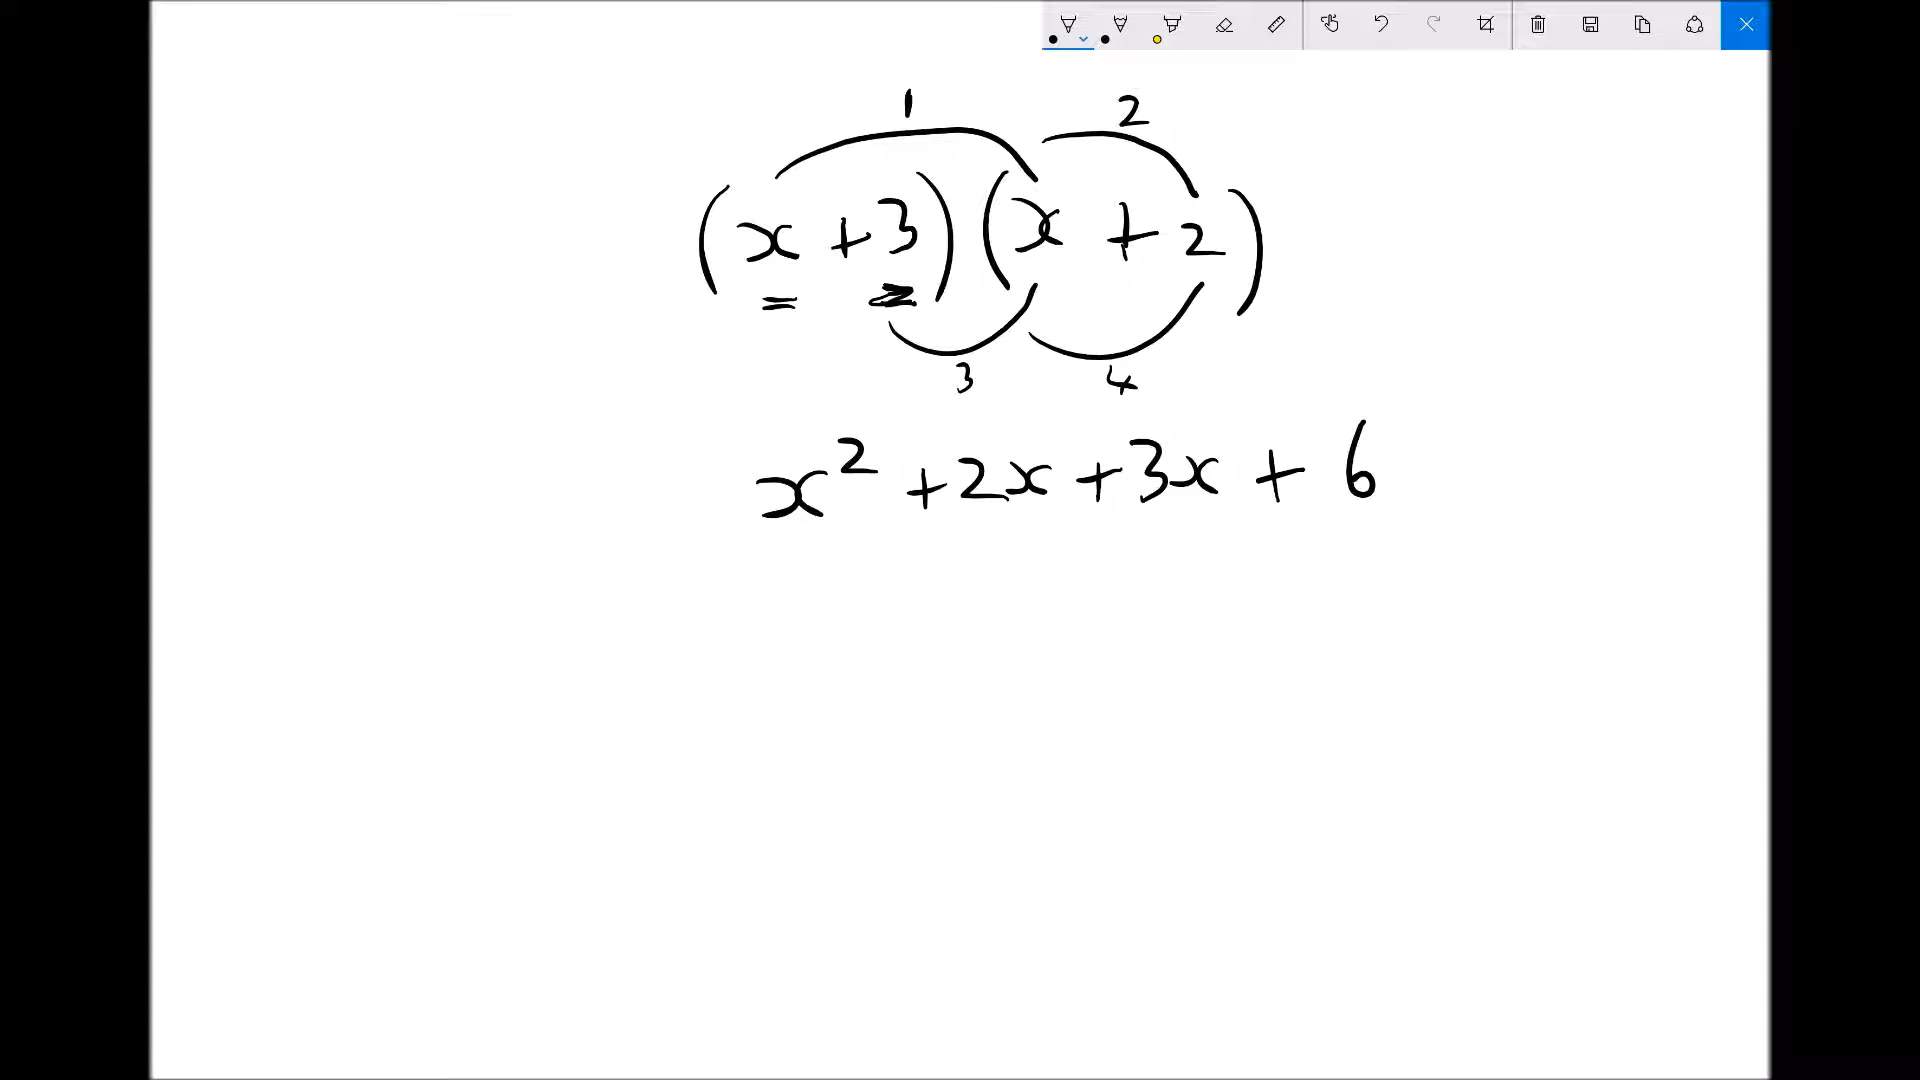 1 2
(x + 3)(x + 2)
3 4
x² + 2x + 3x + 6